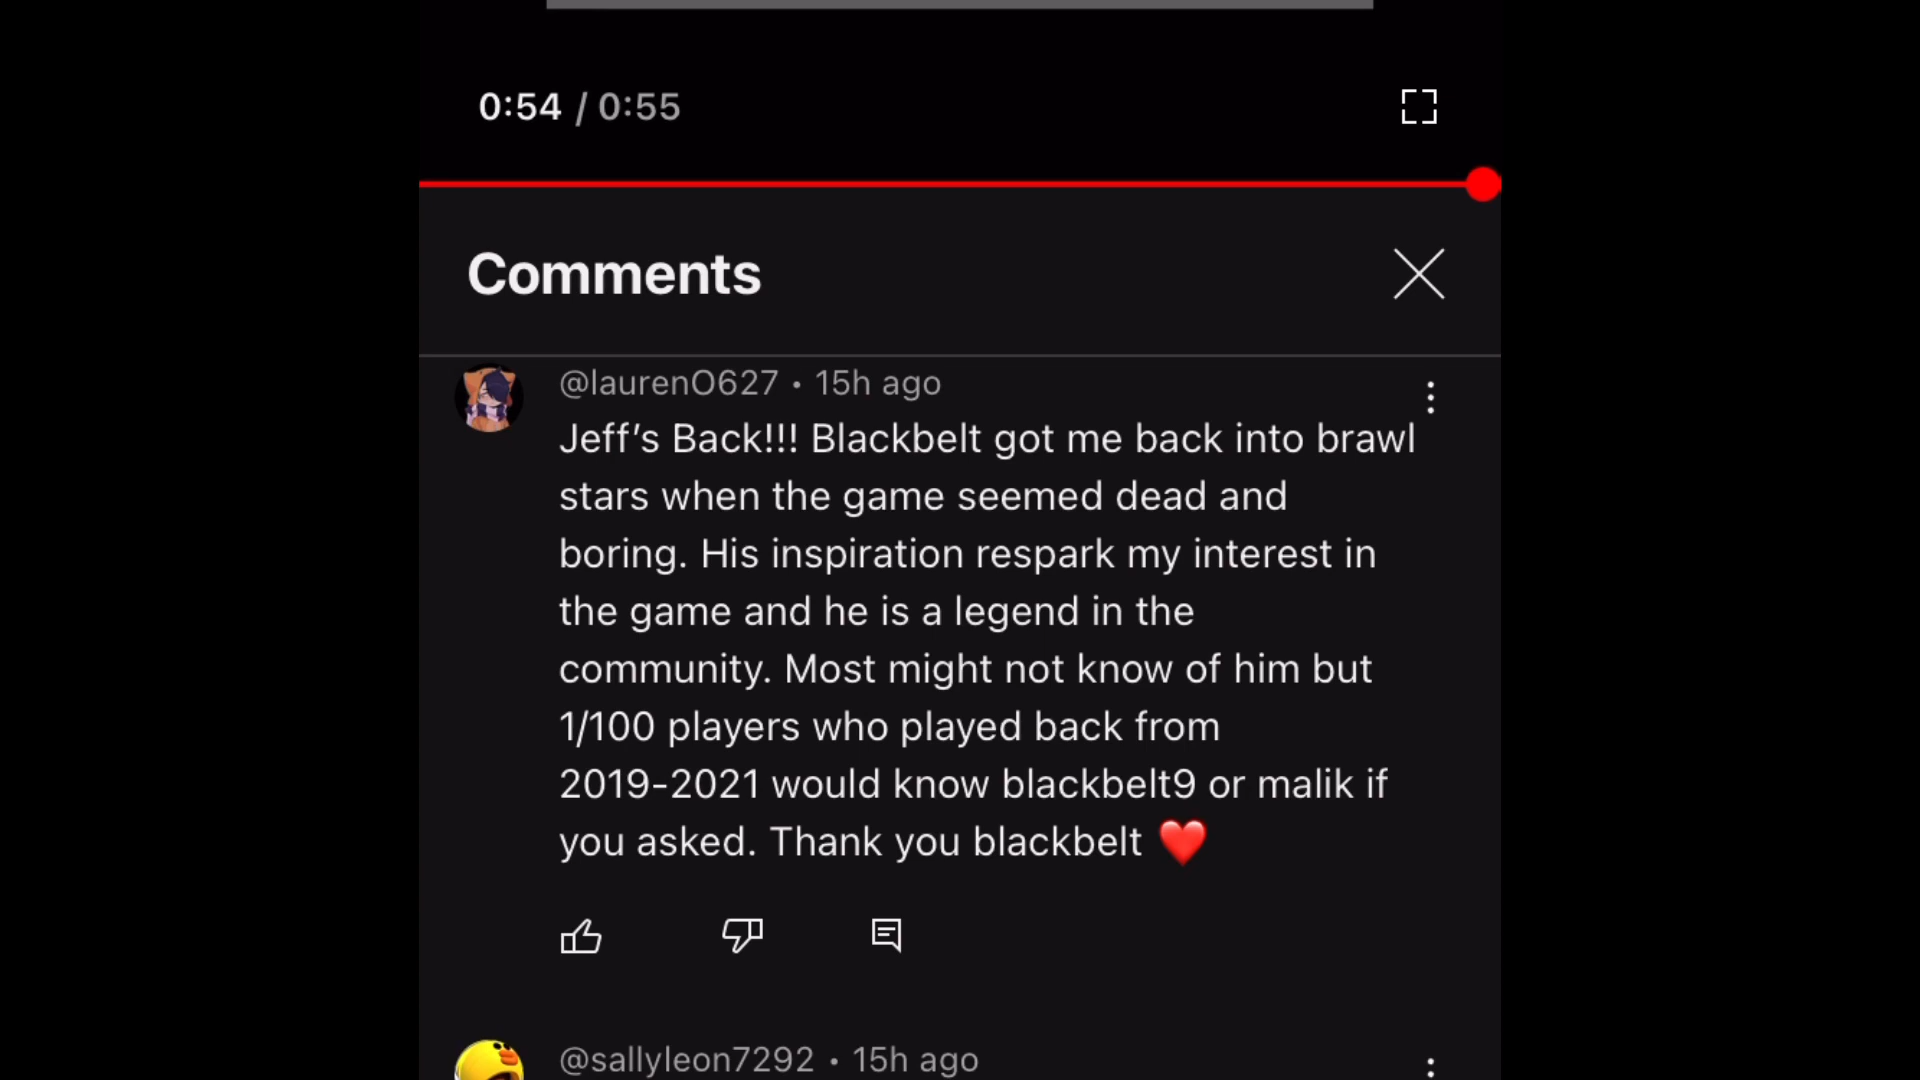 0:54 / 0:55
Comments
@laurenO627 • 15h ago
Jeff’s Back!!! Blackbelt got me back into brawl
stars when the game seemed dead and
boring. His inspiration respark my interest in
the game and he is a legend in the
community. Most might not know of him but
1/100 players who played back from
2019-2021 would know blackbelt9 or malik if
you asked. Thank you blackbelt ❤️
@sallyleon7292 • 15h ago